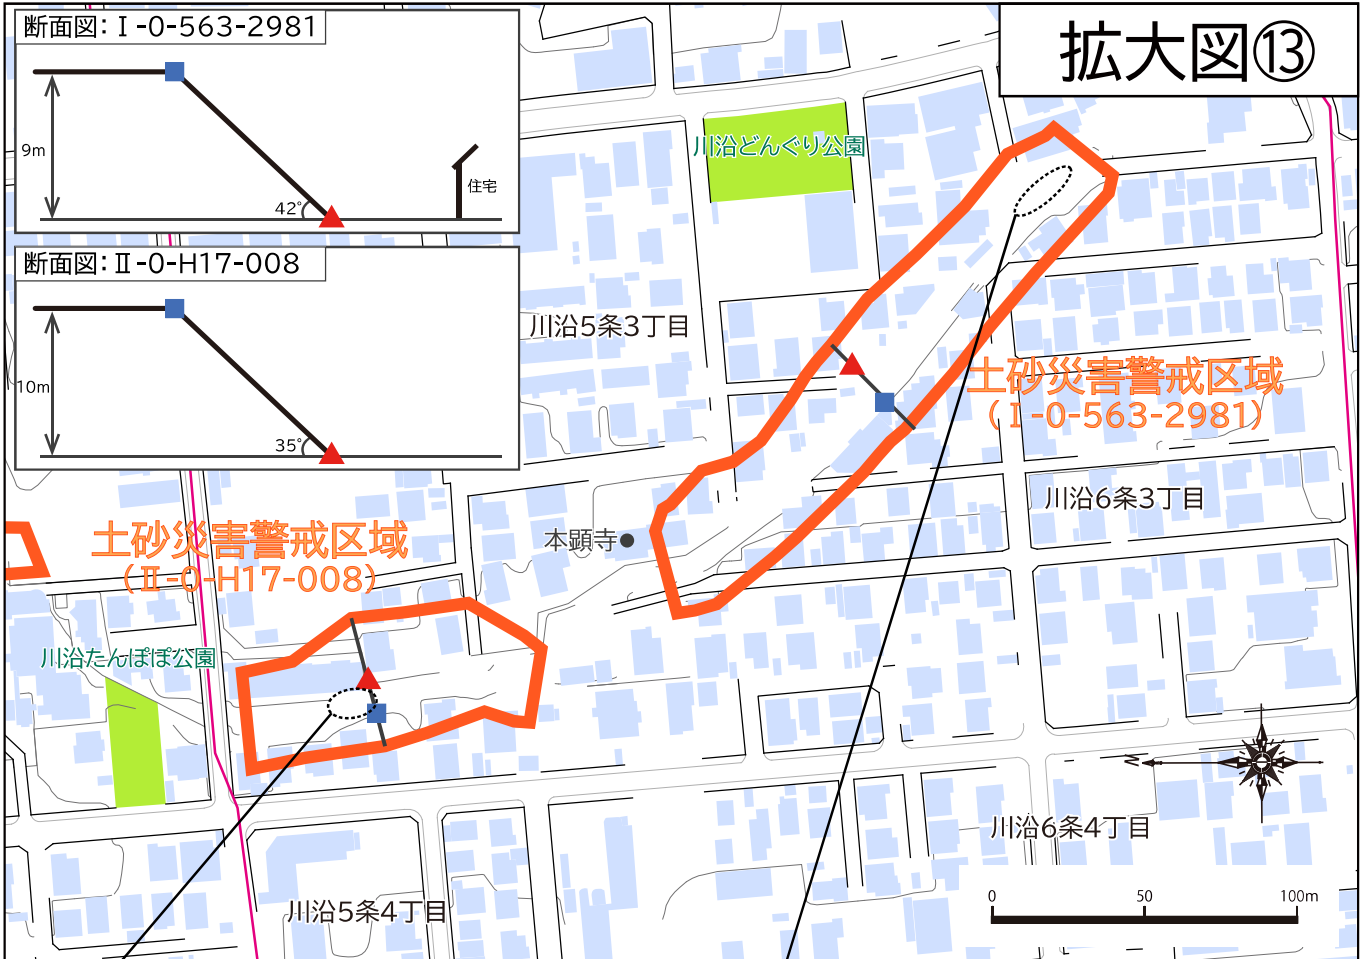 断面図：Ⅰ-0-563-2981
9m
42°
住宅
断面図：Ⅱ-0-H17-008
10m
35°
拡大図⑬
川沿どんぐり公園
川沿5条3丁目
土砂災害警戒区域
（Ⅰ-0-563-2981）
川沿6条3丁目
本顕寺
土砂災害警戒区域
（Ⅱ-0-H17-008）
川沿たんぽぽ公園
N
川沿6条4丁目
川沿5条4丁目
0 50 100m